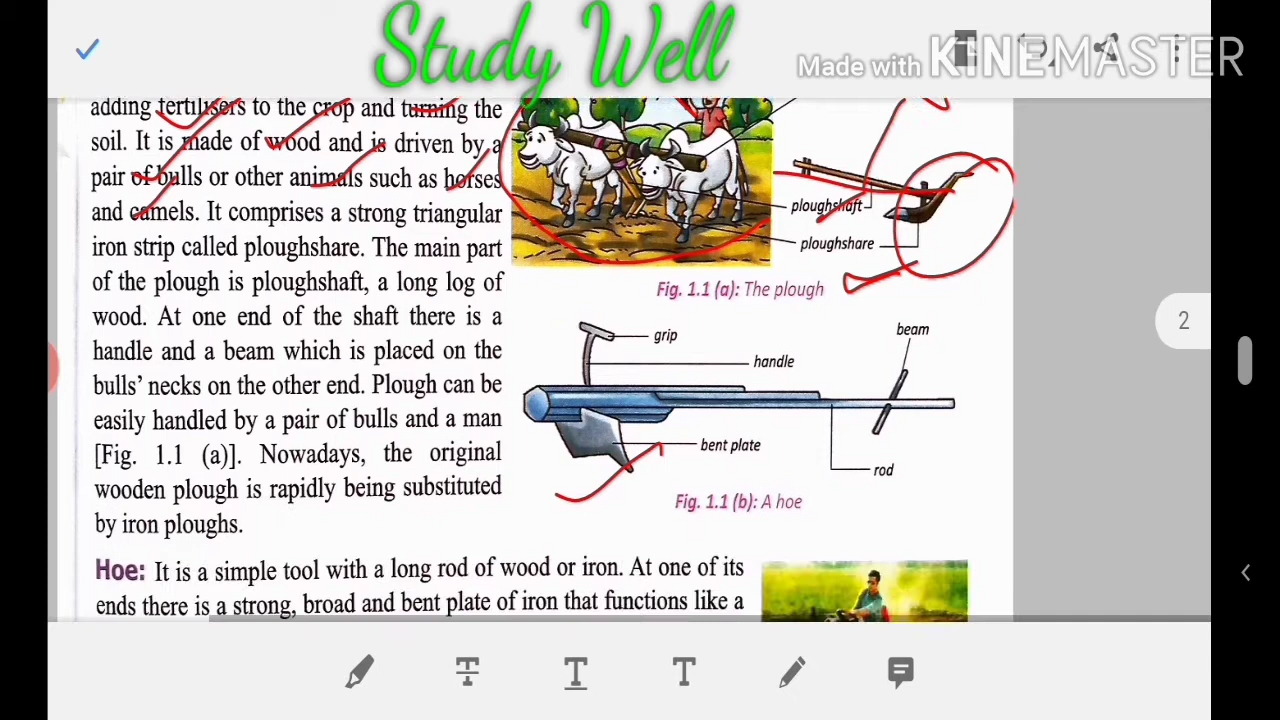 Study Well
Made with KINEMASTER
adding fertilisers to the crop and turning the
soil. It is made of wood and is driven by a
pair of bulls or other animals such as horses
and camels. It comprises a strong triangular
iron strip called ploughshare. The main part
of the plough is ploughshaft, a long log of
wood. At one end of the shaft there is a
handle and a beam which is placed on the
bulls' necks on the other end. Plough can be
easily handled by a pair of bulls and a man
[Fig. 1.1 (a)]. Nowadays, the original
wooden plough is rapidly being substituted
by iron ploughs.
ploughshaft
ploughshare
Fig. 1.1 (a): The plough
grip
handle
beam
bent plate
rod
Fig. 1.1 (b): A hoe
Hoe: It is a simple tool with a long rod of wood or iron. At one of its
ends there is a strong, broad and bent plate of iron that functions like a
2
T
T
T